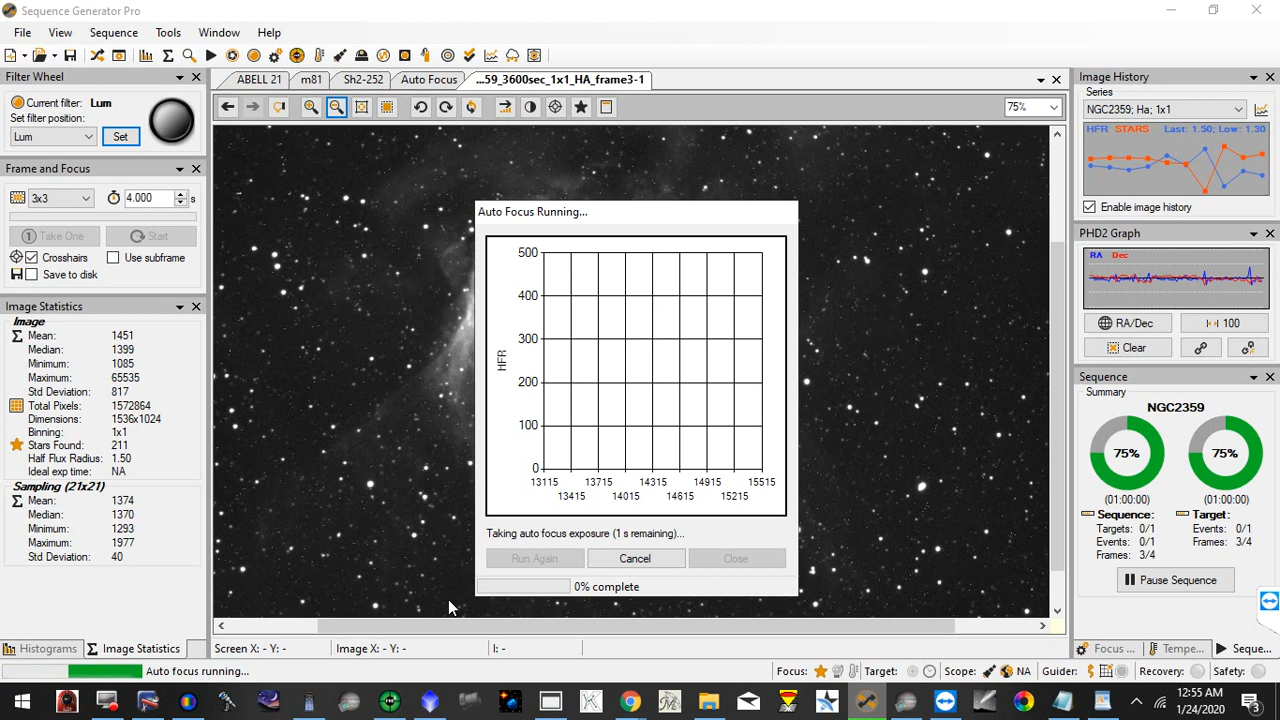 Sequence Generator Pro
File View Sequence Tools Window Help
Filter Wheel
Current filter: Lum
Set filter position:
Lum Set
Frame and Focus
3x3 4.000 s
Take One Start
Crosshairs Use subframe
Save to disk
Image Statistics
Image
Mean: 1451
Median: 1399
Minimum: 1085
Maximum: 65535
Std Deviation: 817
Total Pixels: 1572864
Dimensions: 1536x1024
Binning: 1x1
Stars Found: 211
Half Flux Radius: 1.50
Ideal exp time: NA
Sampling (21x21)
Mean: 1374
Median: 1370
Minimum: 1293
Maximum: 1977
Std Deviation: 40
Histograms Image Statistics
ABELL 21 m81 Sh2-252 Auto Focus ...59_3600sec_1x1_HA_frame3-1
75%
Auto Focus Running...
HFR
500
400
300
200
100
0
13115 13715 14315 14915 15515
13415 14015 14615 15215
Taking auto focus exposure (1 s remaining)...
Run Again Cancel Close
0% complete
Screen X: - Y: - Image X: - Y: - I: -
Image History
Series
NGC2359; Ha; 1x1
HFR STARS Last: 1.50; Low: 1.30
Enable image history
PHD2 Graph
RA Dec
RA/Dec 100
Clear
Sequence
Summary
NGC2359
75% 75%
(01:00:00) (01:00:00)
Sequence: Target:
Targets: 0/1 Events: 0/1
Events: 0/1 Frames: 3/4
Frames: 3/4
Pause Sequence
Focus ... Tempe... Seque...
Auto focus running...
Focus: Target: Scope: NA Guider: Recovery: Safety:
12:55 AM
1/24/2020
3